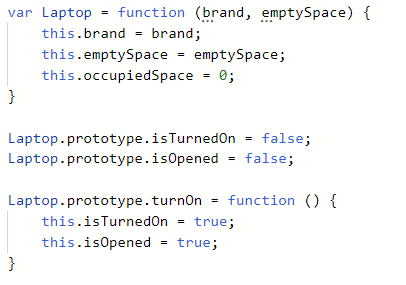 var Laptop = function (brand, emptySpace) {
    this.brand = brand;
    this.emptySpace = emptySpace;
    this.occupiedSpace = 0;
}

Laptop.prototype.isTurnedOn = false;
Laptop.prototype.isOpened = false;

Laptop.prototype.turnOn = function () {
    this.isTurnedOn = true;
    this.isOpened = true;
}